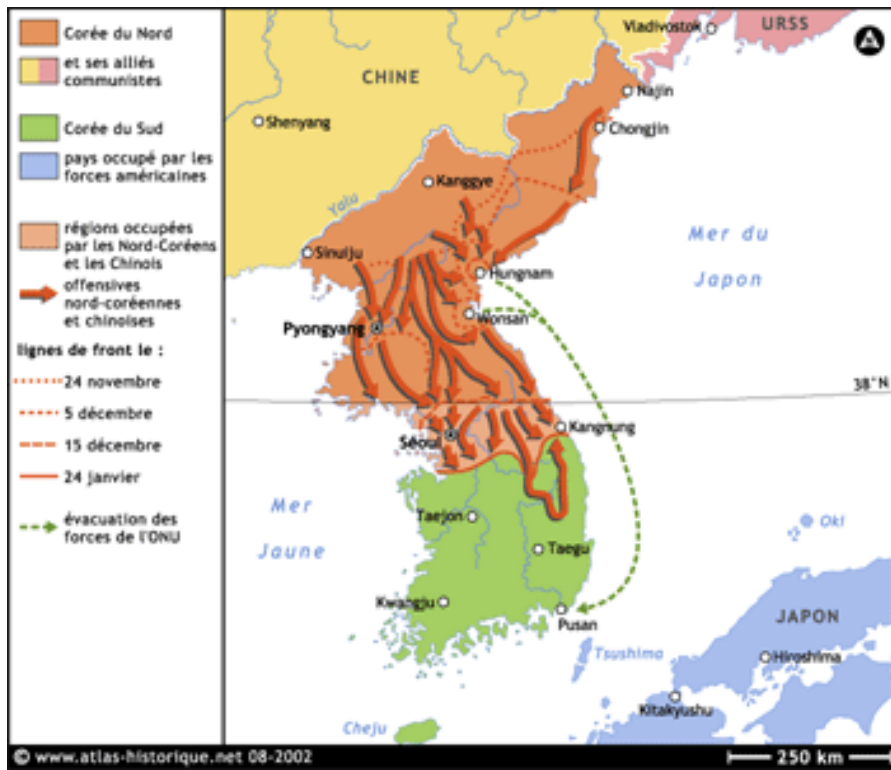 Corée du Nord
et ses alliés
communistes
Corée du Sud
pays occupé par les
forces américaines
régions occupées
par les Nord-Coréens
et les Chinois
offensives
nord-coréennes
et chinoises
lignes de front le :
24 novembre
5 décembre
15 décembre
24 janvier
évacuation des
forces de l'ONU
Vladivostok
URSS
A
CHINE
Najin
Shenyang
Chongjin
Kanggye
Yalu
Mer du
Japon
Sinuiju
Hungnam
Pyongyang
Wonsan
38°N
Séoul
Kangnung
Mer
Jaune
Taejon
Oki
Taegu
Kwangju
Pusan
JAPON
Tsushima
Hiroshima
Kitakyushu
Cheju
© www.atlas-historique.net 08-2002
250 km